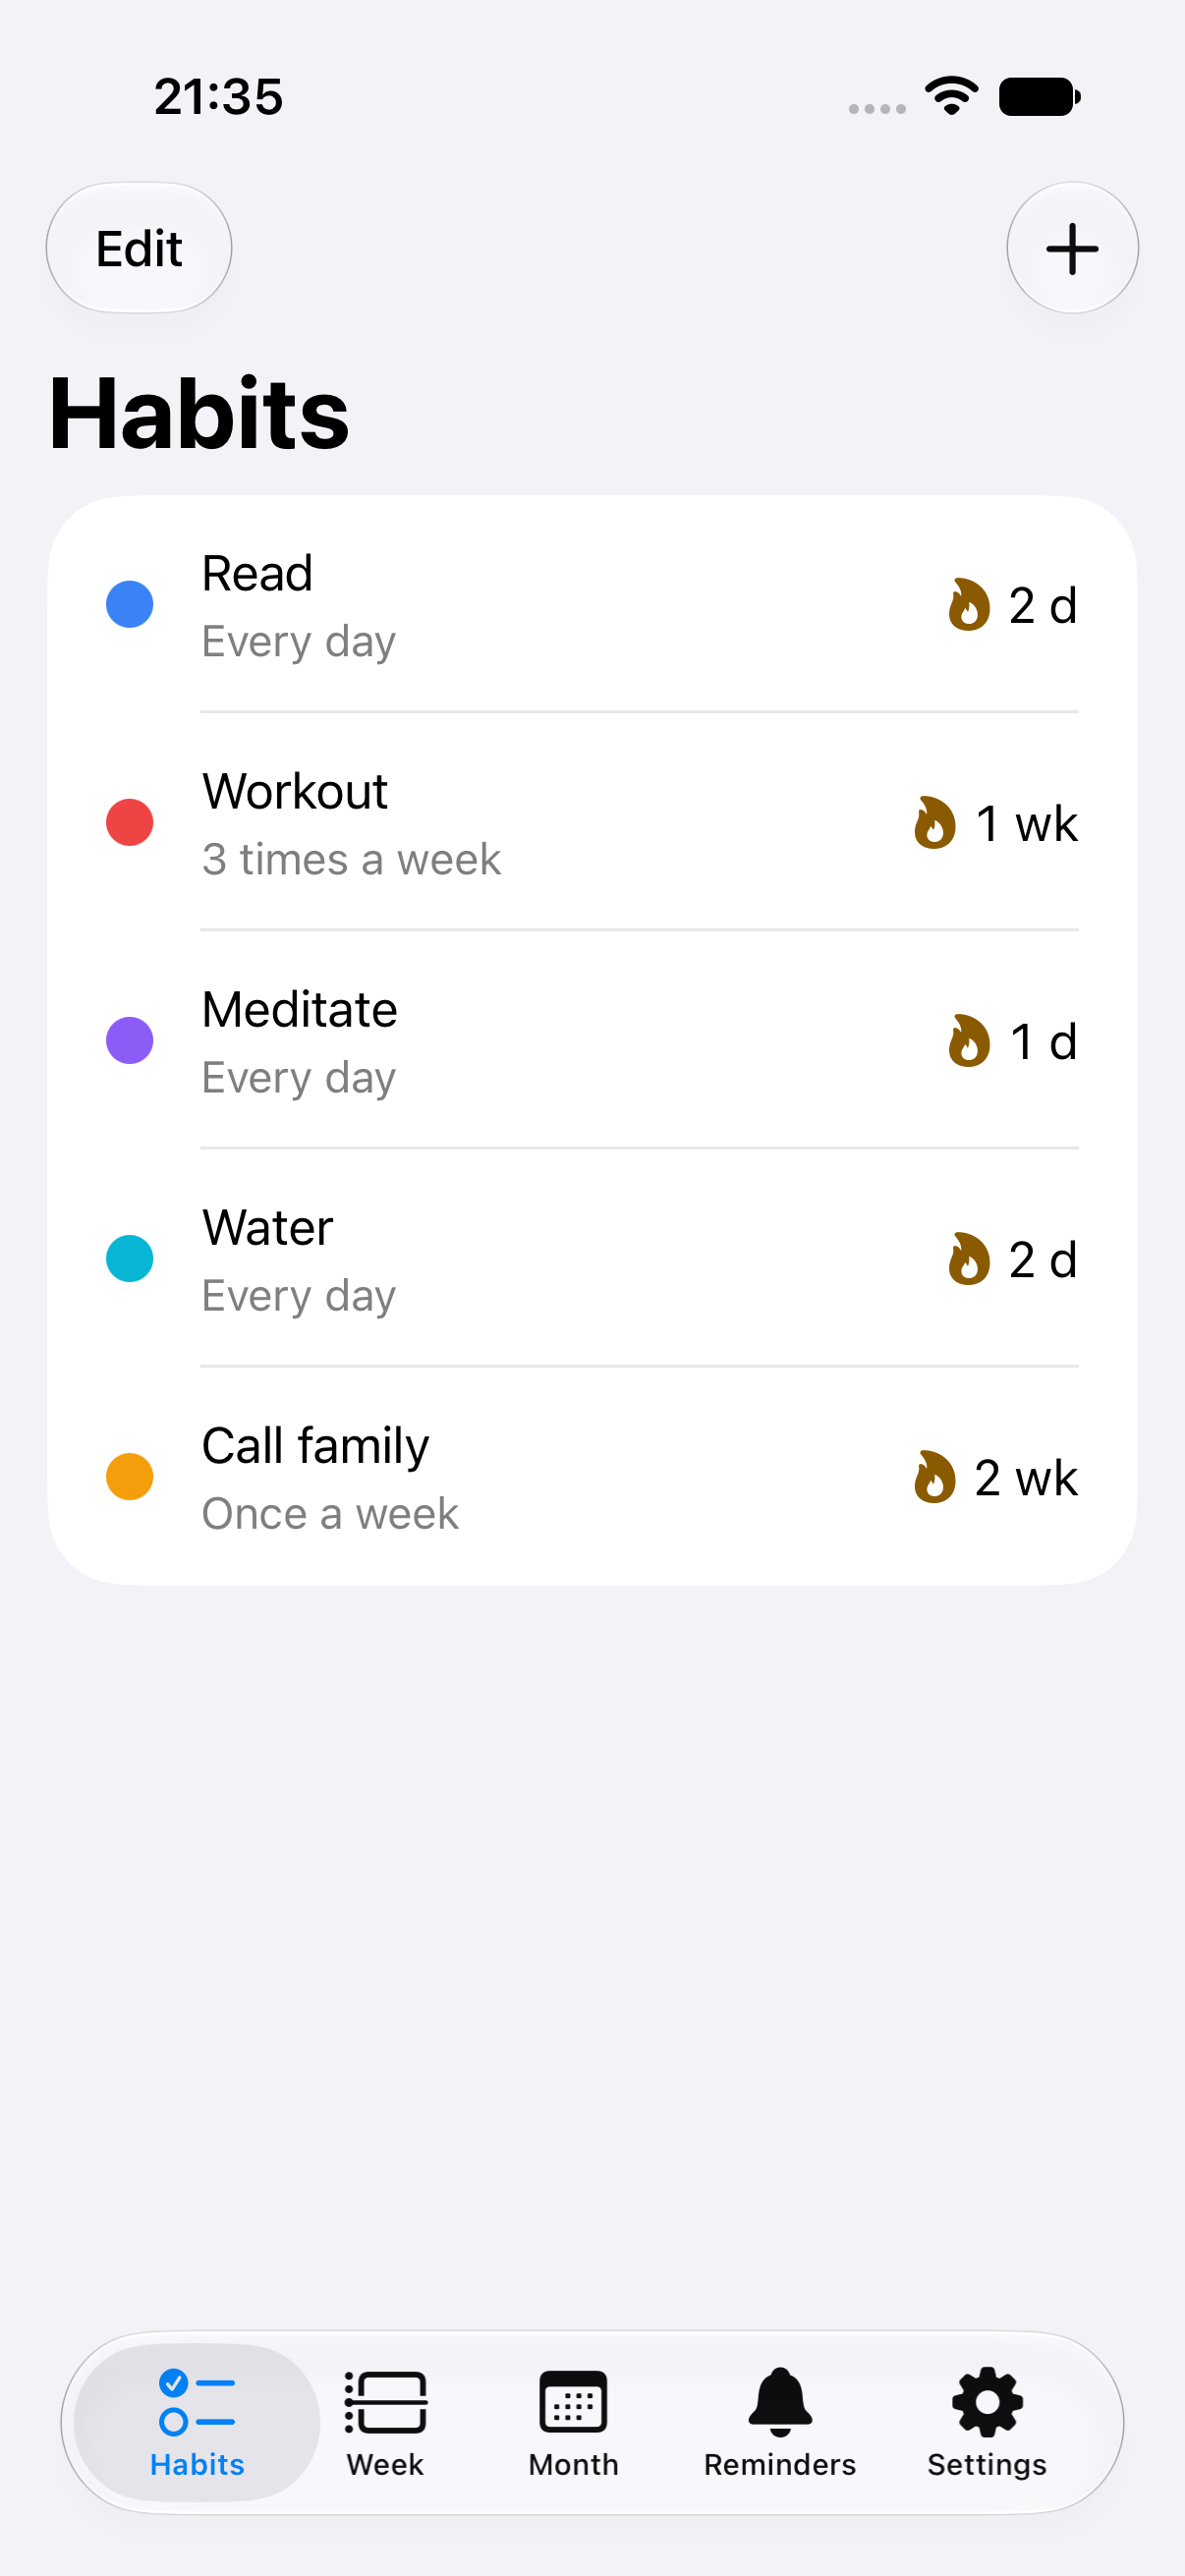 21:35
Edit
Habits
Read
Every day
2 d
Workout
3 times a week
1 wk
Meditate
Every day
1 d
Water
Every day
2 d
Call family
Once a week
2 wk
Habits
Week
Month
Reminders
Settings